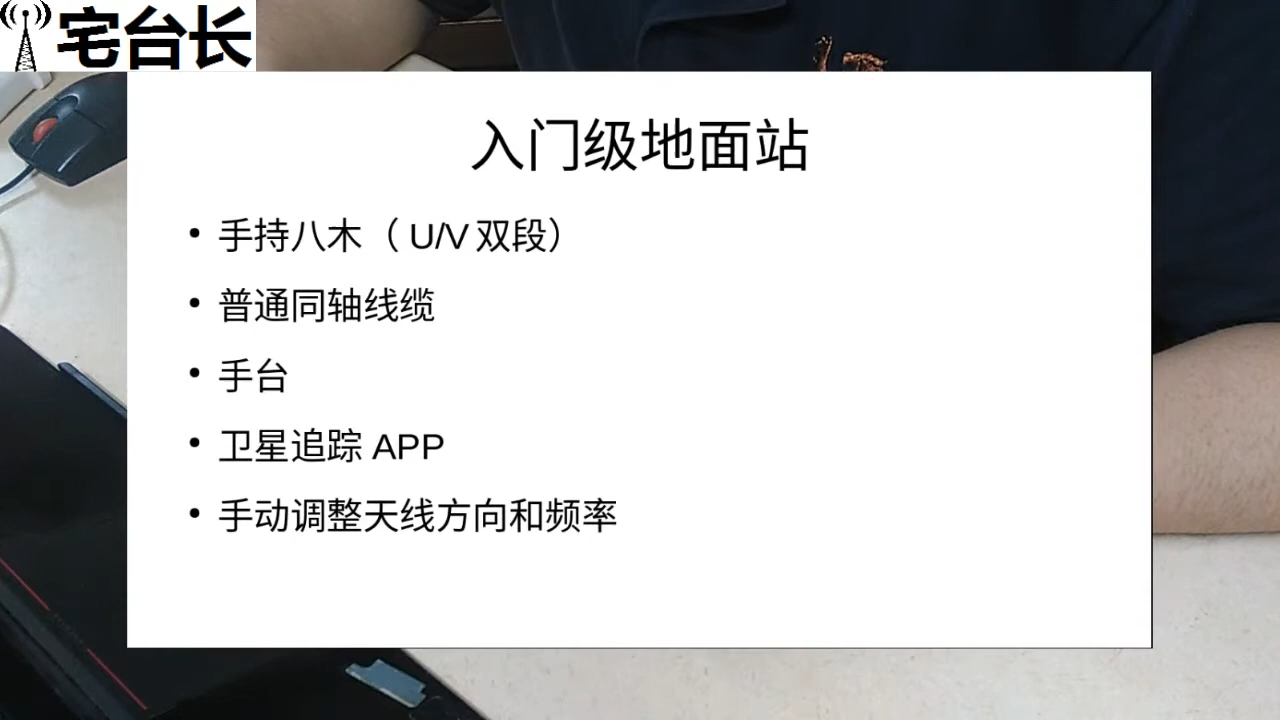 宅台长
入门级地面站
• 手持八木（U/V 双段）
• 普通同轴线缆
• 手台
• 卫星追踪 APP
• 手动调整天线方向和频率